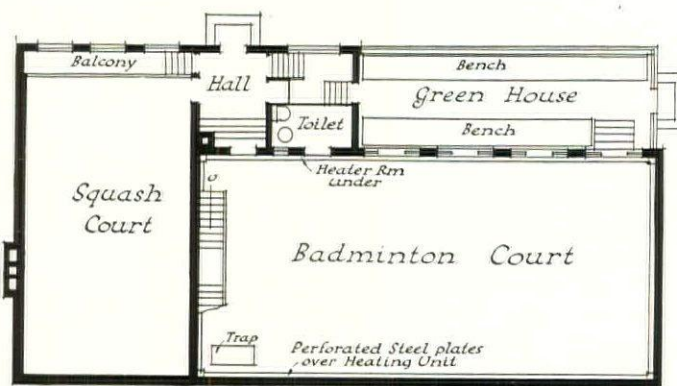 Balcony
Hall
Toilet
Bench
Green House
Bench
Heater Rm
under
U
Squash
Court
Badminton Court
Trap
Perforated Steel plates
over Heating Unit